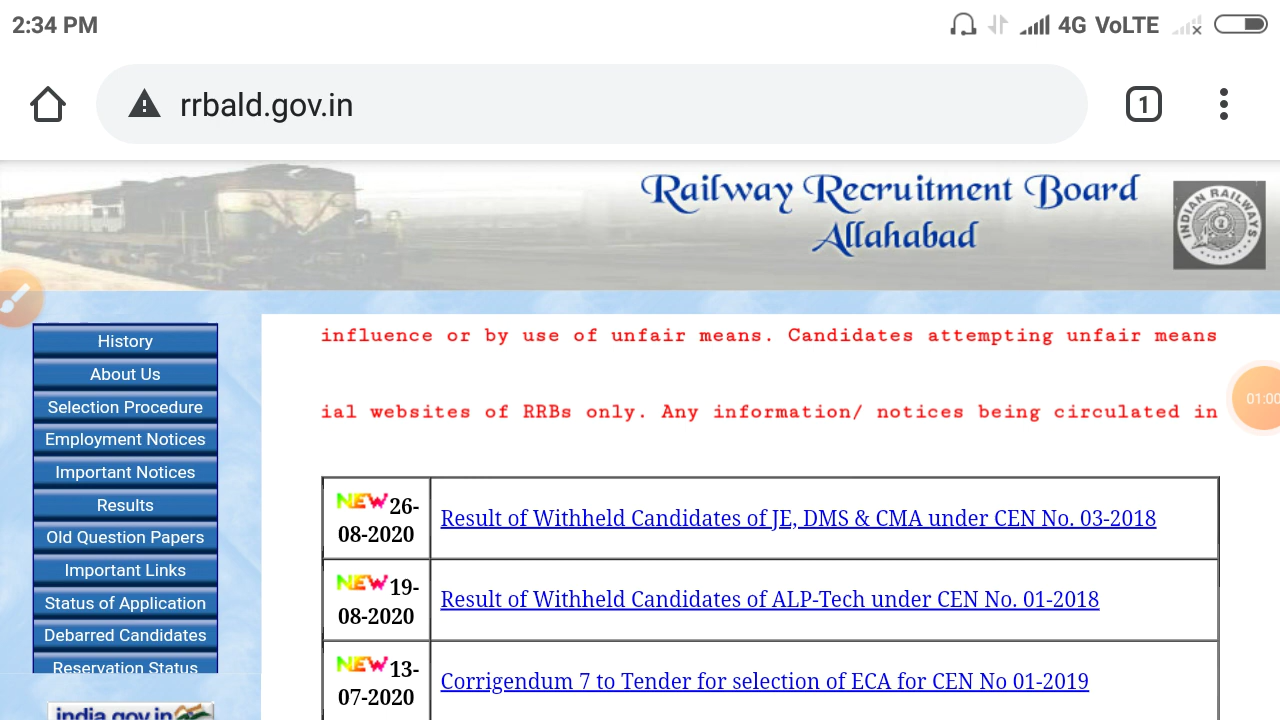 2:34 PM
4G VoLTE
rrbald.gov.in
1
Railway Recruitment Board
Allahabad
INDIAN RAILWAYS
History
About Us
Selection Procedure
Employment Notices
Important Notices
Results
Old Question Papers
Important Links
Status of Application
Debarred Candidates
Reservation Status
india.gov.in
influence or by use of unfair means. Candidates attempting unfair means
01:00
ial websites of RRBs only. Any information/ notices being circulated in
NEW 26-
08-2020
Result of Withheld Candidates of JE, DMS & CMA under CEN No. 03-2018
NEW 19-
08-2020
Result of Withheld Candidates of ALP-Tech under CEN No. 01-2018
NEW 13-
07-2020
Corrigendum 7 to Tender for selection of ECA for CEN No 01-2019